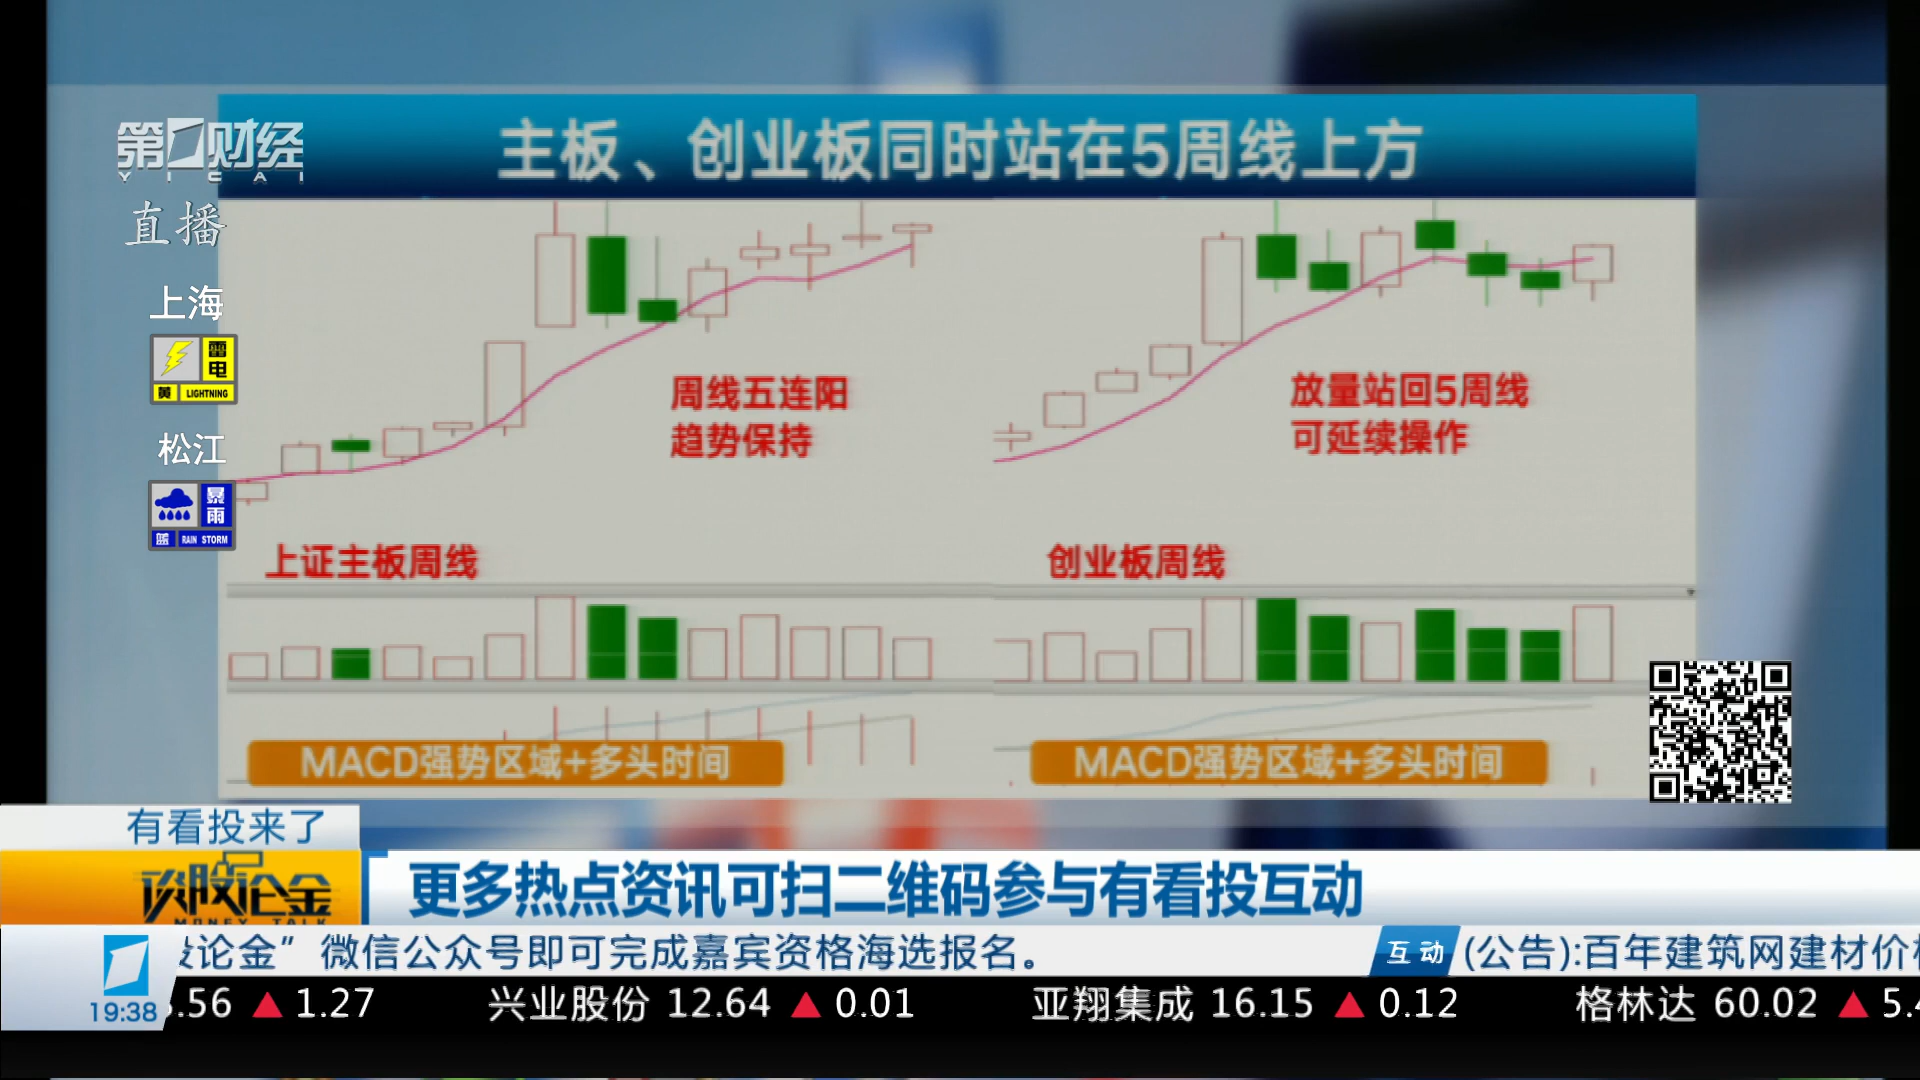 第1财经
YICAI
直播
上海
雷电
黄 LIGHTNING
松江
暴雨
蓝 RAIN STORM
主板、创业板同时站在5周线上方
周线五连阳
趋势保持
放量站回5周线
可延续操作
上证主板周线
创业板周线
MACD强势区域+多头时间
MACD强势区域+多头时间
有看投来了
谈股论金
MONEY TALK
更多热点资讯可扫二维码参与有看投互动
论金”微信公众号即可完成嘉宾资格海选报名。
互动 (公告):百年建筑网建材价
19:38
.56 ▲ 1.27 兴业股份 12.64 ▲ 0.01 亚翔集成 16.15 ▲ 0.12 格林达 60.02 ▲ 5.